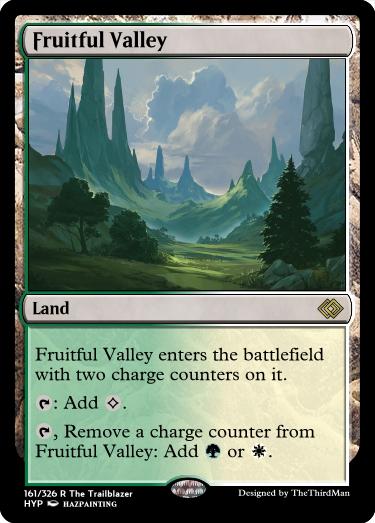 Fruitful Valley
Land
Fruitful Valley enters the battlefield
with two charge counters on it.
: Add .
, Remove a charge counter from
Fruitful Valley: Add or .
161/326 R The Trailblazer
HYP HAZPAINTING
Designed by TheThirdMan